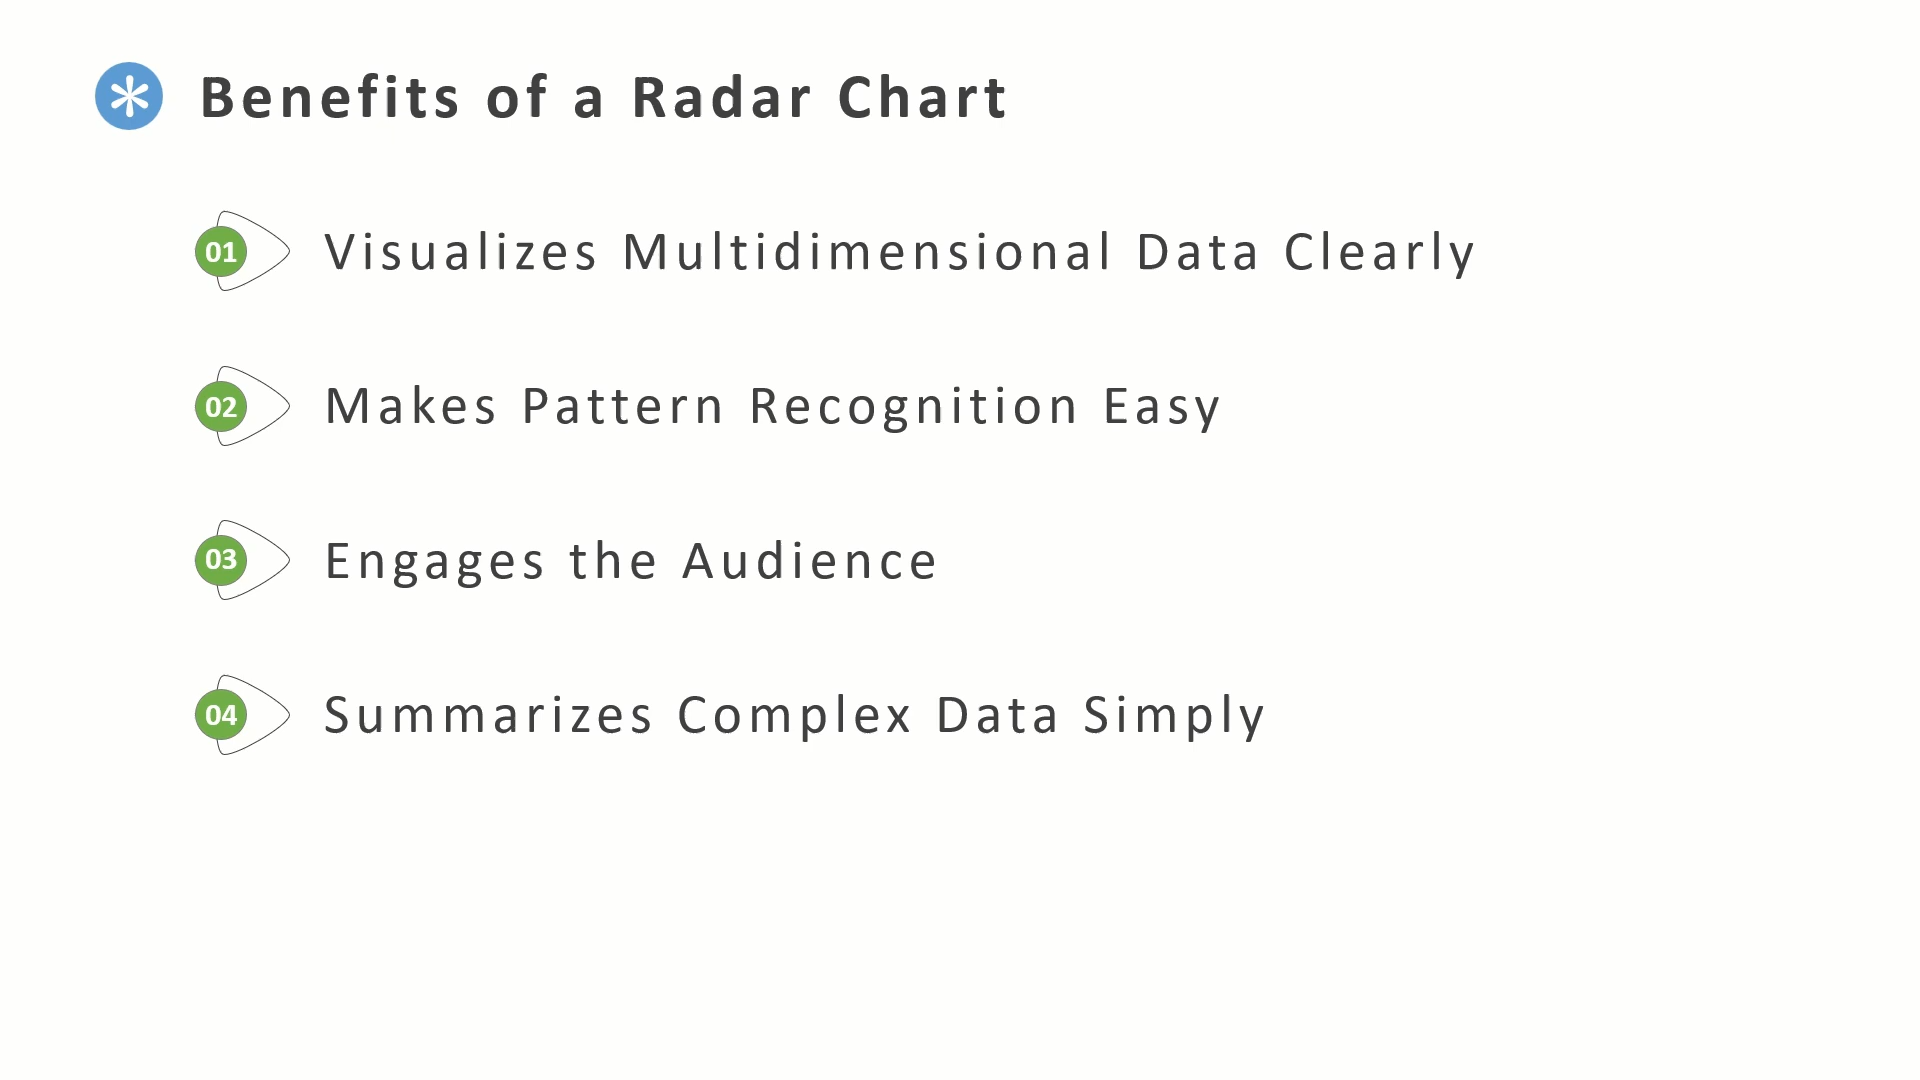 Benefits of a Radar Chart
01 Visualizes Multidimensional Data Clearly
02 Makes Pattern Recognition Easy
03 Engages the Audience
04 Summarizes Complex Data Simply